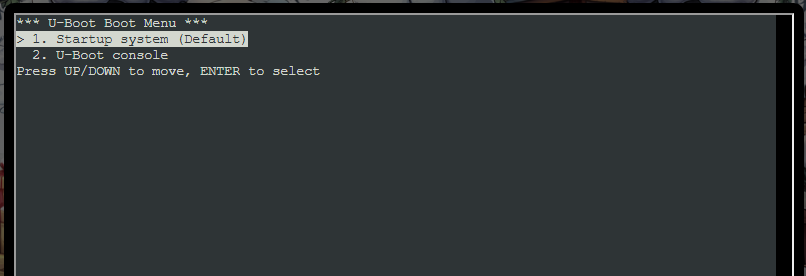 *** U-Boot Boot Menu ***
> 1. Startup system (Default)
2. U-Boot console
Press UP/DOWN to move, ENTER to select